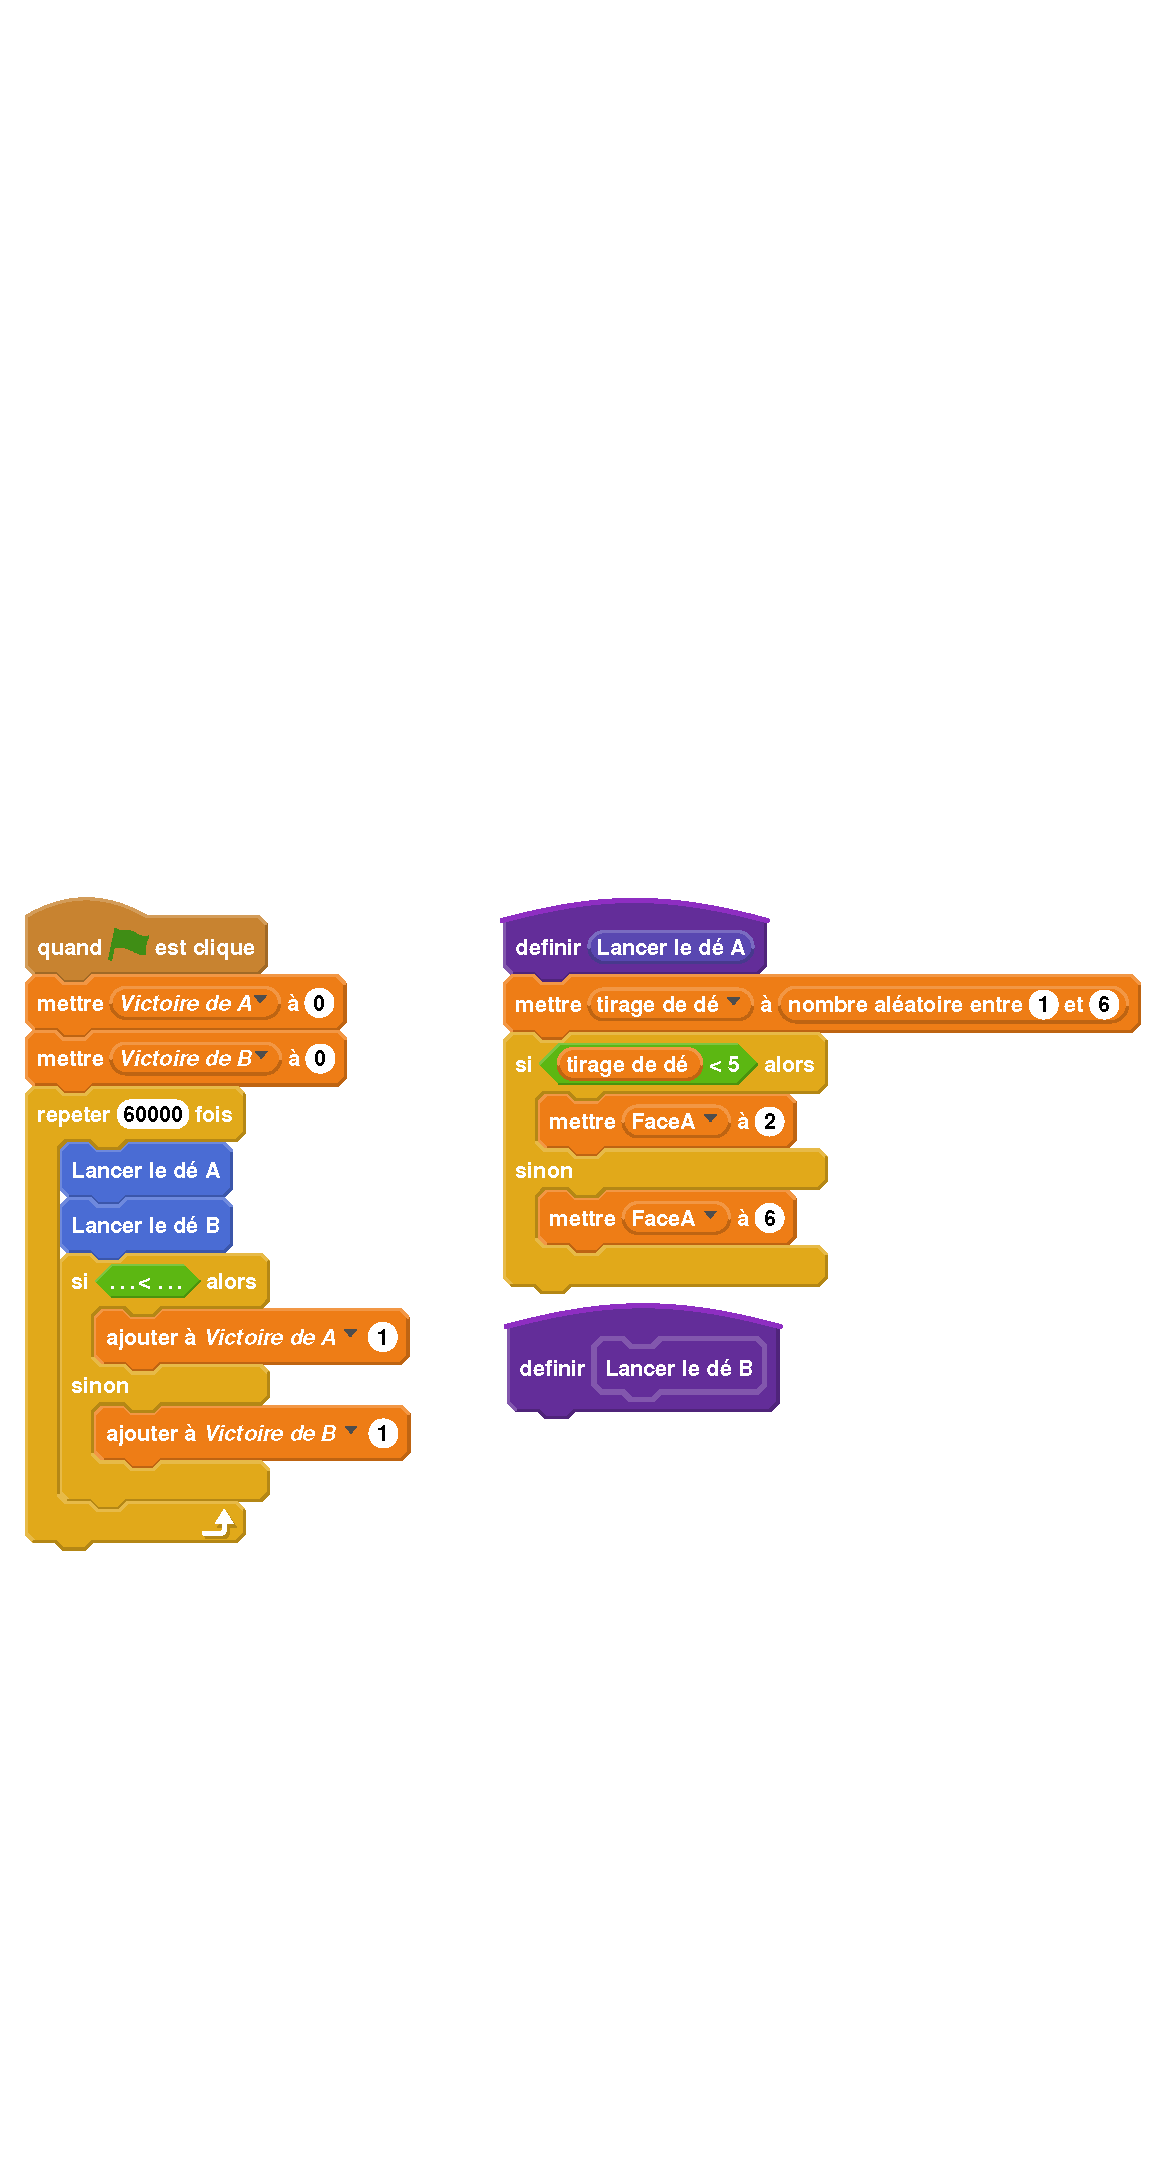 quand est clique
mettre Victoire de A à 0
mettre Victoire de B à 0
repeter 60000 fois
Lancer le dé A
Lancer le dé B
si ...< ... alors
ajouter à Victoire de A 1
sinon
ajouter à Victoire de B 1
definir Lancer le dé A
mettre tirage de dé à nombre aléatoire entre 1 et 6
si tirage de dé < 5 alors
mettre FaceA à 2
sinon
mettre FaceA à 6
definir Lancer le dé B